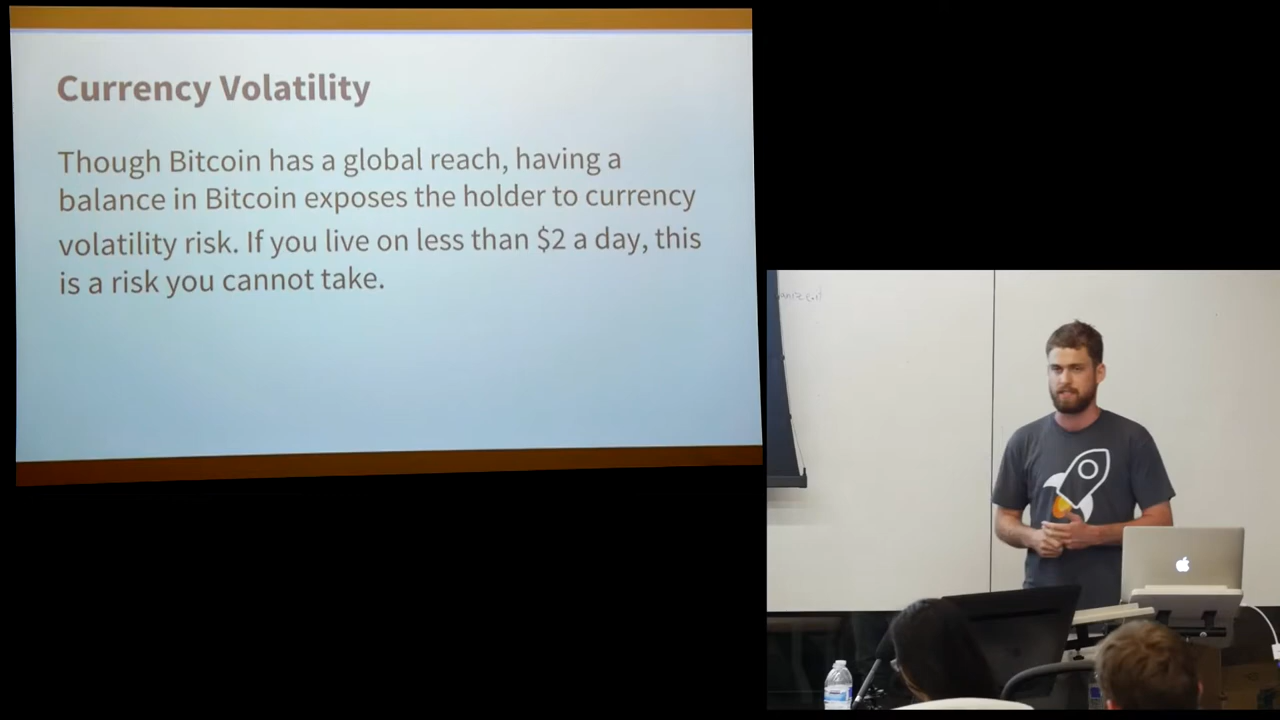 Currency Volatility
Though Bitcoin has a global reach, having a
balance in Bitcoin exposes the holder to currency
volatility risk. If you live on less than $2 a day, this
is a risk you cannot take.